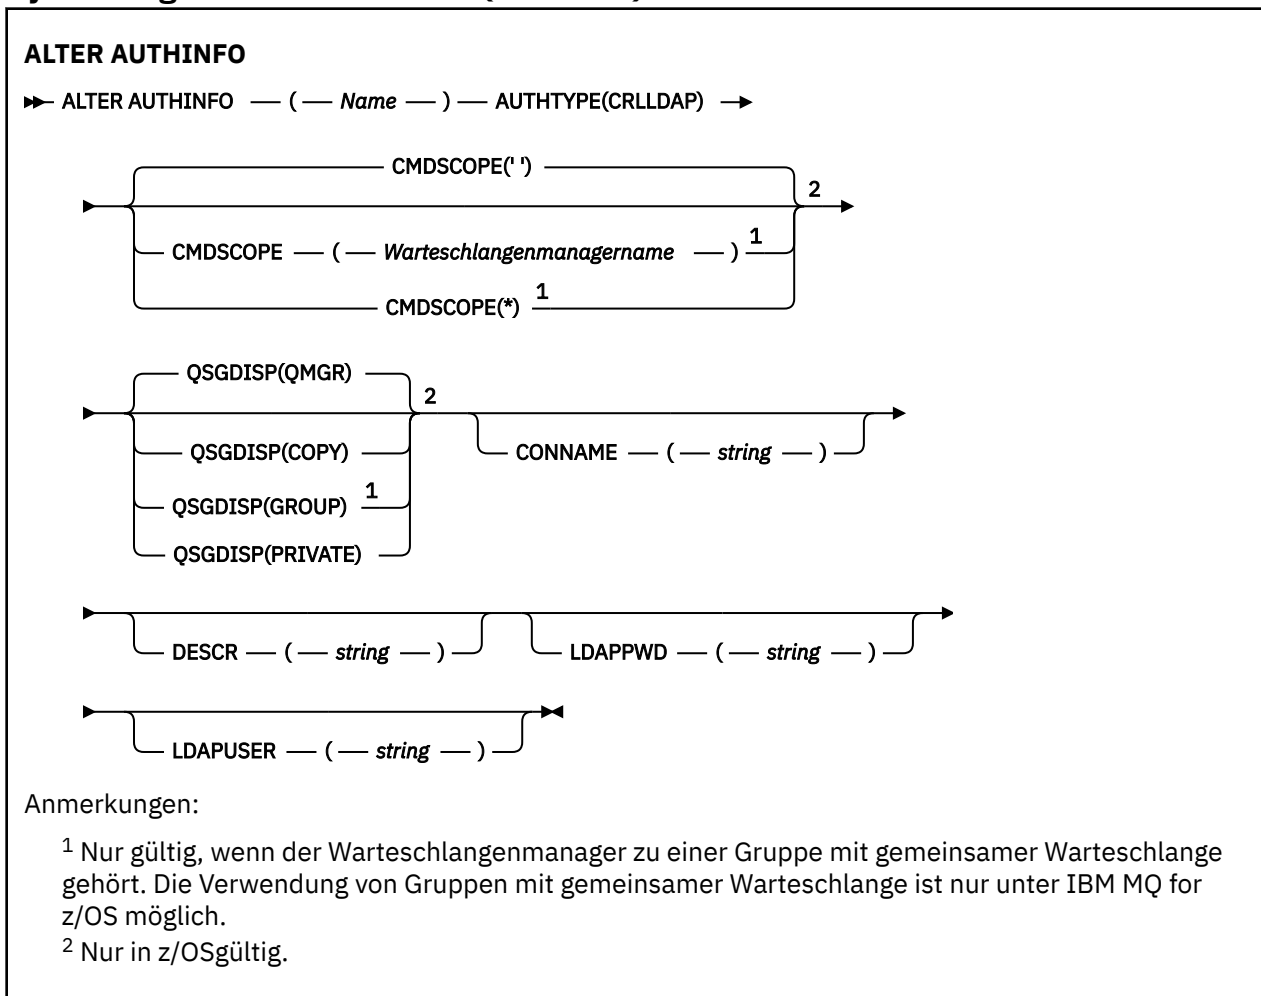 ALTER AUTHINFO
ALTER AUTHINFO ( Name ) AUTHTYPE(CRLLDAP)
CMDSCOPE(' ')
2
CMDSCOPE ( Warteschlangenmanagername ) 1
CMDSCOPE(*) 1
QSGDISP(QMGR)
2
QSGDISP(COPY)
CONNAME ( string )
QSGDISP(GROUP) 1
QSGDISP(PRIVATE)
DESCR ( string ) LDAPPWD ( string )
LDAPUSER ( string )
Anmerkungen:
1 Nur gültig, wenn der Warteschlangenmanager zu einer Gruppe mit gemeinsamer Warteschlange
gehört. Die Verwendung von Gruppen mit gemeinsamer Warteschlange ist nur unter IBM MQ for
z/OS möglich.
2 Nur in z/OSgültig.